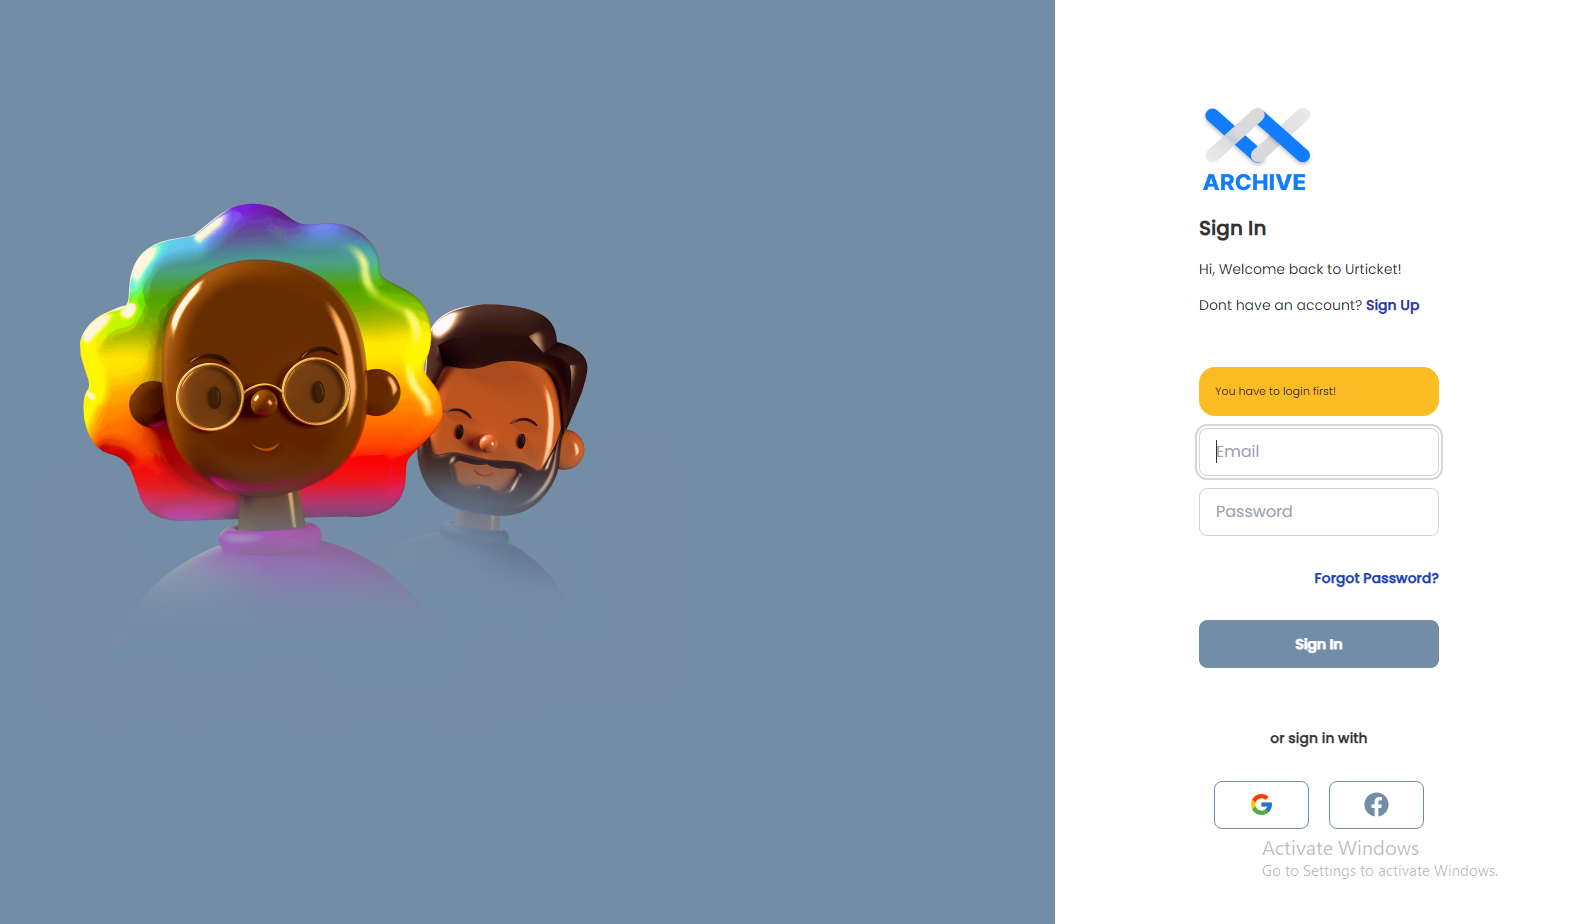 ARCHIVE
Sign In
Hi, Welcome back to Urticket!
Dont have an account? Sign Up
You have to login first!
Email
Password
Forgot Password?
Sign In
or sign in with
Activate Windows
Go to Settings to activate Windows.